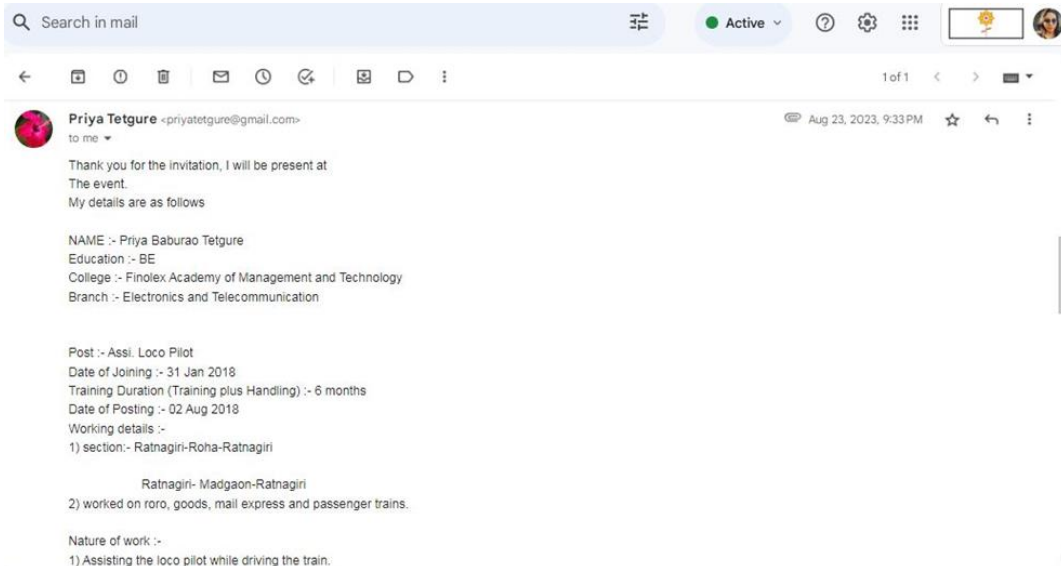 Search in mail
Active
1 of 1
Priya Tetgure <priyatetgure@gmail.com>
Aug 23, 2023, 9:33 PM
to me
Thank you for the invitation, I will be present at
The event.
My details are as follows
NAME :- Priya Baburao Tetgure
Education :- BE
College :- Finolex Academy of Management and Technology
Branch :- Electronics and Telecommunication
Post :- Assi. Loco Pilot
Date of Joining :- 31 Jan 2018
Training Duration (Training plus Handling) :- 6 months
Date of Posting :- 02 Aug 2018
Working details :-
1) section:- Ratnagiri-Roha-Ratnagiri
Ratnagiri- Madgaon-Ratnagiri
2) worked on roro, goods, mail express and passenger trains.
Nature of work :-
1) Assisting the loco pilot while driving the train.